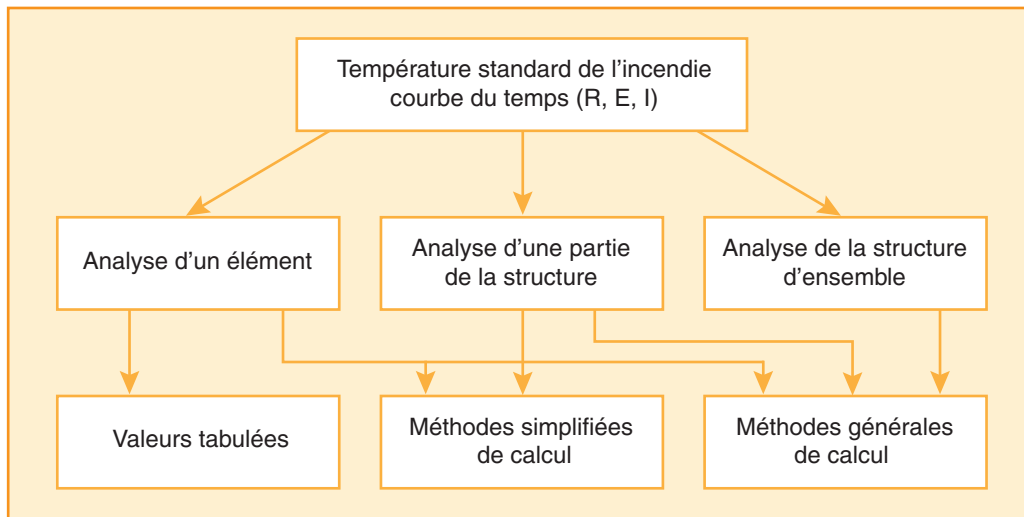 Température standard de l'incendie
courbe du temps (R, E, I)
Analyse d'un élément
Analyse d'une partie
de la structure
Analyse de la structure
d'ensemble
Valeurs tabulées
Méthodes simplifiées
de calcul
Méthodes générales
de calcul